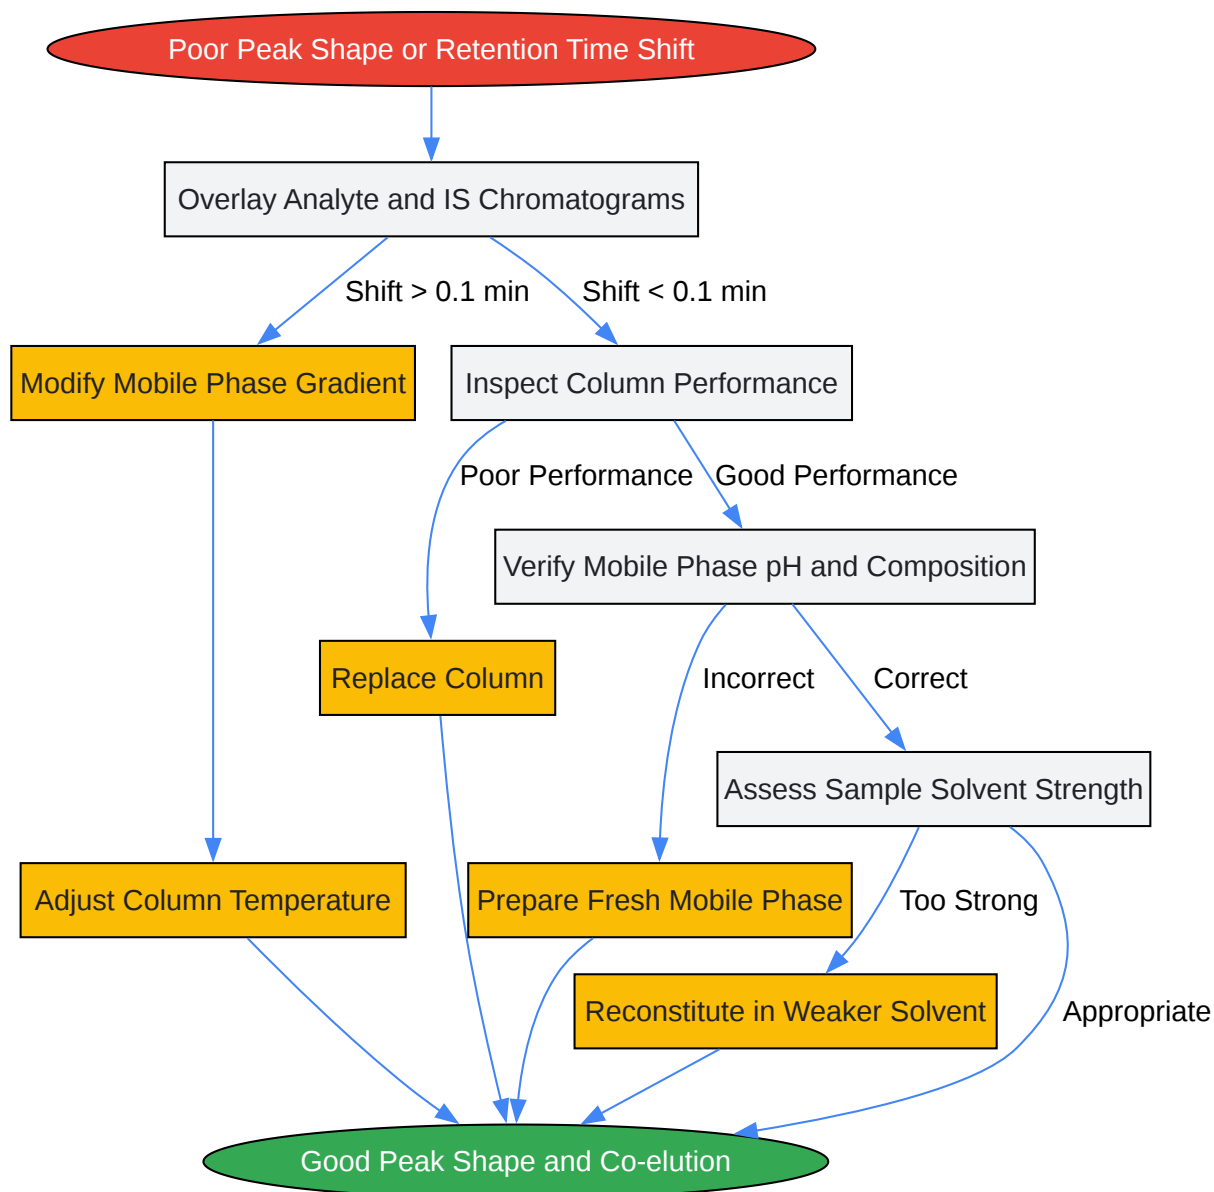 Poor Peak Shape or Retention Time Shift
Overlay Analyte and IS Chromatograms
Shift > 0.1 min
Shift < 0.1 min
Modify Mobile Phase Gradient
Inspect Column Performance
Poor Performance
Good Performance
Verify Mobile Phase pH and Composition
Replace Column
Incorrect
Correct
Assess Sample Solvent Strength
Adjust Column Temperature
Prepare Fresh Mobile Phase
Too Strong
Reconstitute in Weaker Solvent
Appropriate
Good Peak Shape and Co-elution